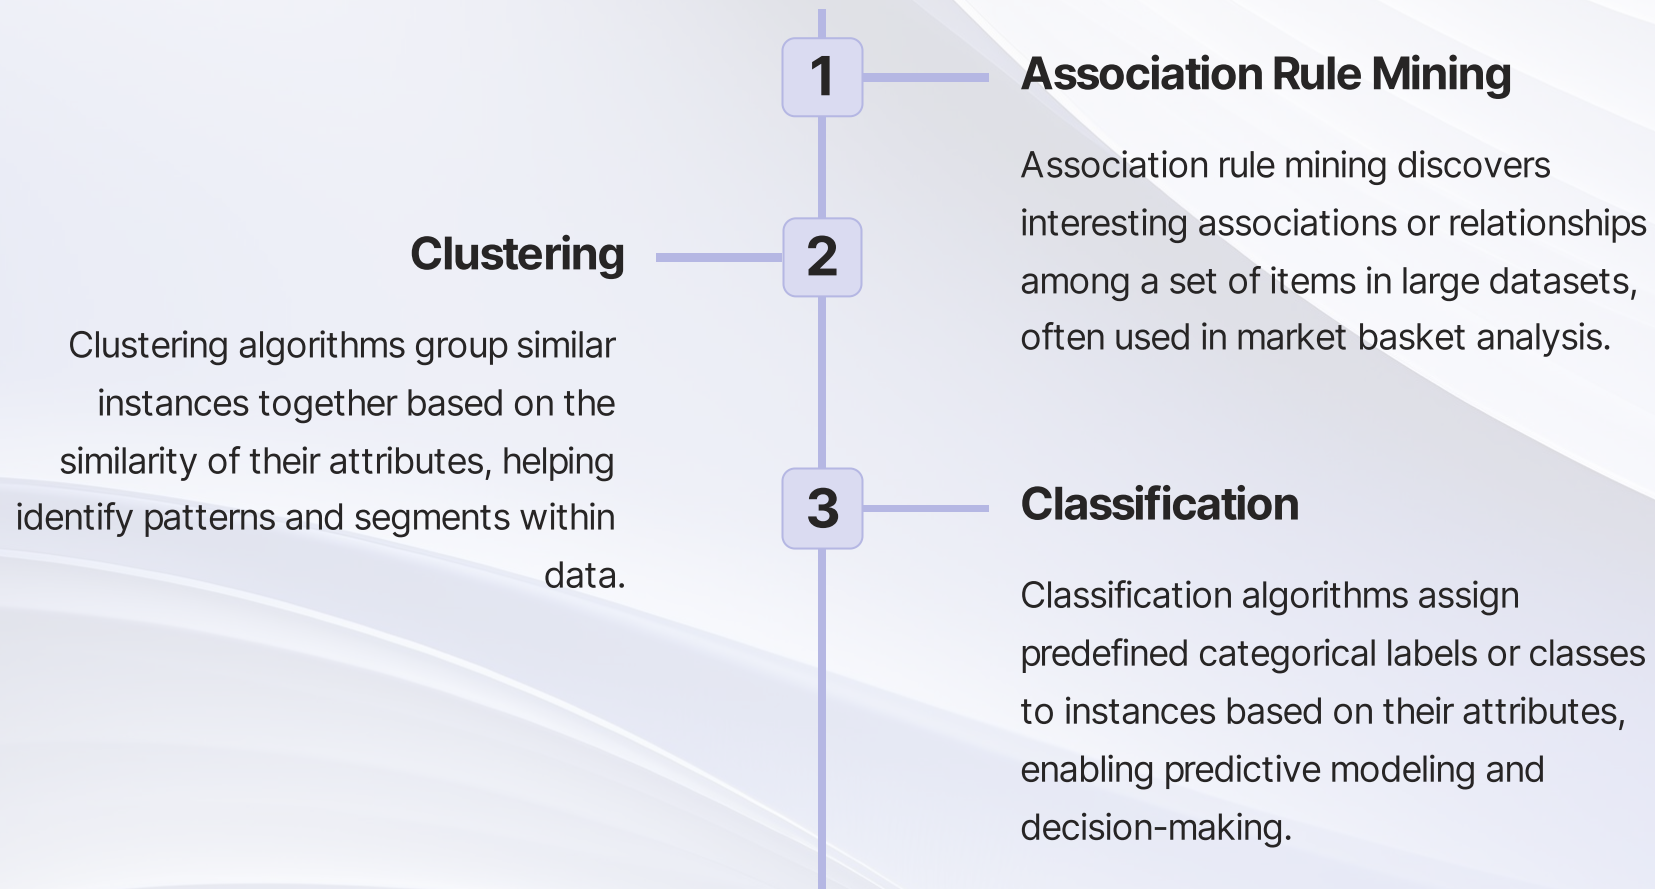 1
Association Rule Mining
Association rule mining discovers
interesting associations or relationships
among a set of items in large datasets,
often used in market basket analysis.
2
Clustering
Clustering algorithms group similar
instances together based on the
similarity of their attributes, helping
identify patterns and segments within
data.
3
Classification
Classification algorithms assign
predefined categorical labels or classes
to instances based on their attributes,
enabling predictive modeling and
decision-making.